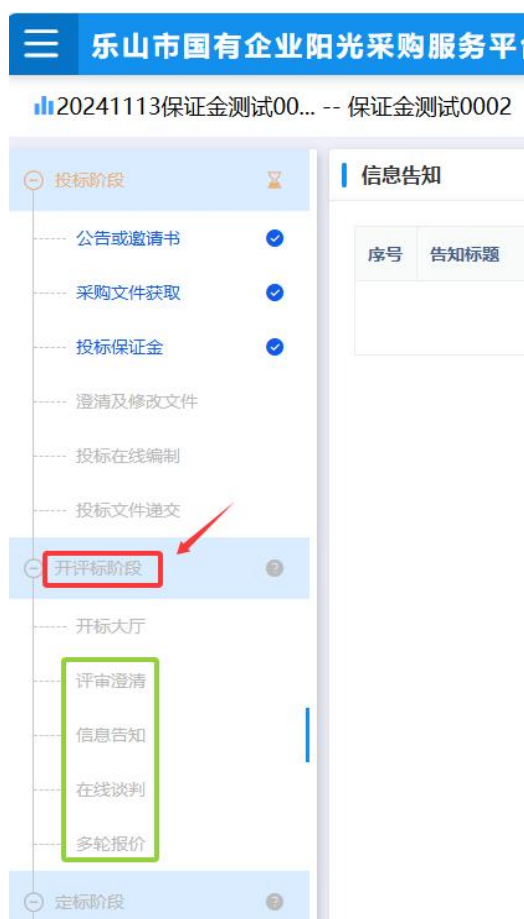 乐山市国有企业阳光采购服务平
20241113保证金测试00... -- 保证金测试0002
投标阶段
信息告知
公告或邀请书
序号 告知标题
采购文件获取
投标保证金
澄清及修改文件
投标在线编制
投标文件递交
开评标阶段
开标大厅
评审澄清
信息告知
在线谈判
多轮报价
定标阶段